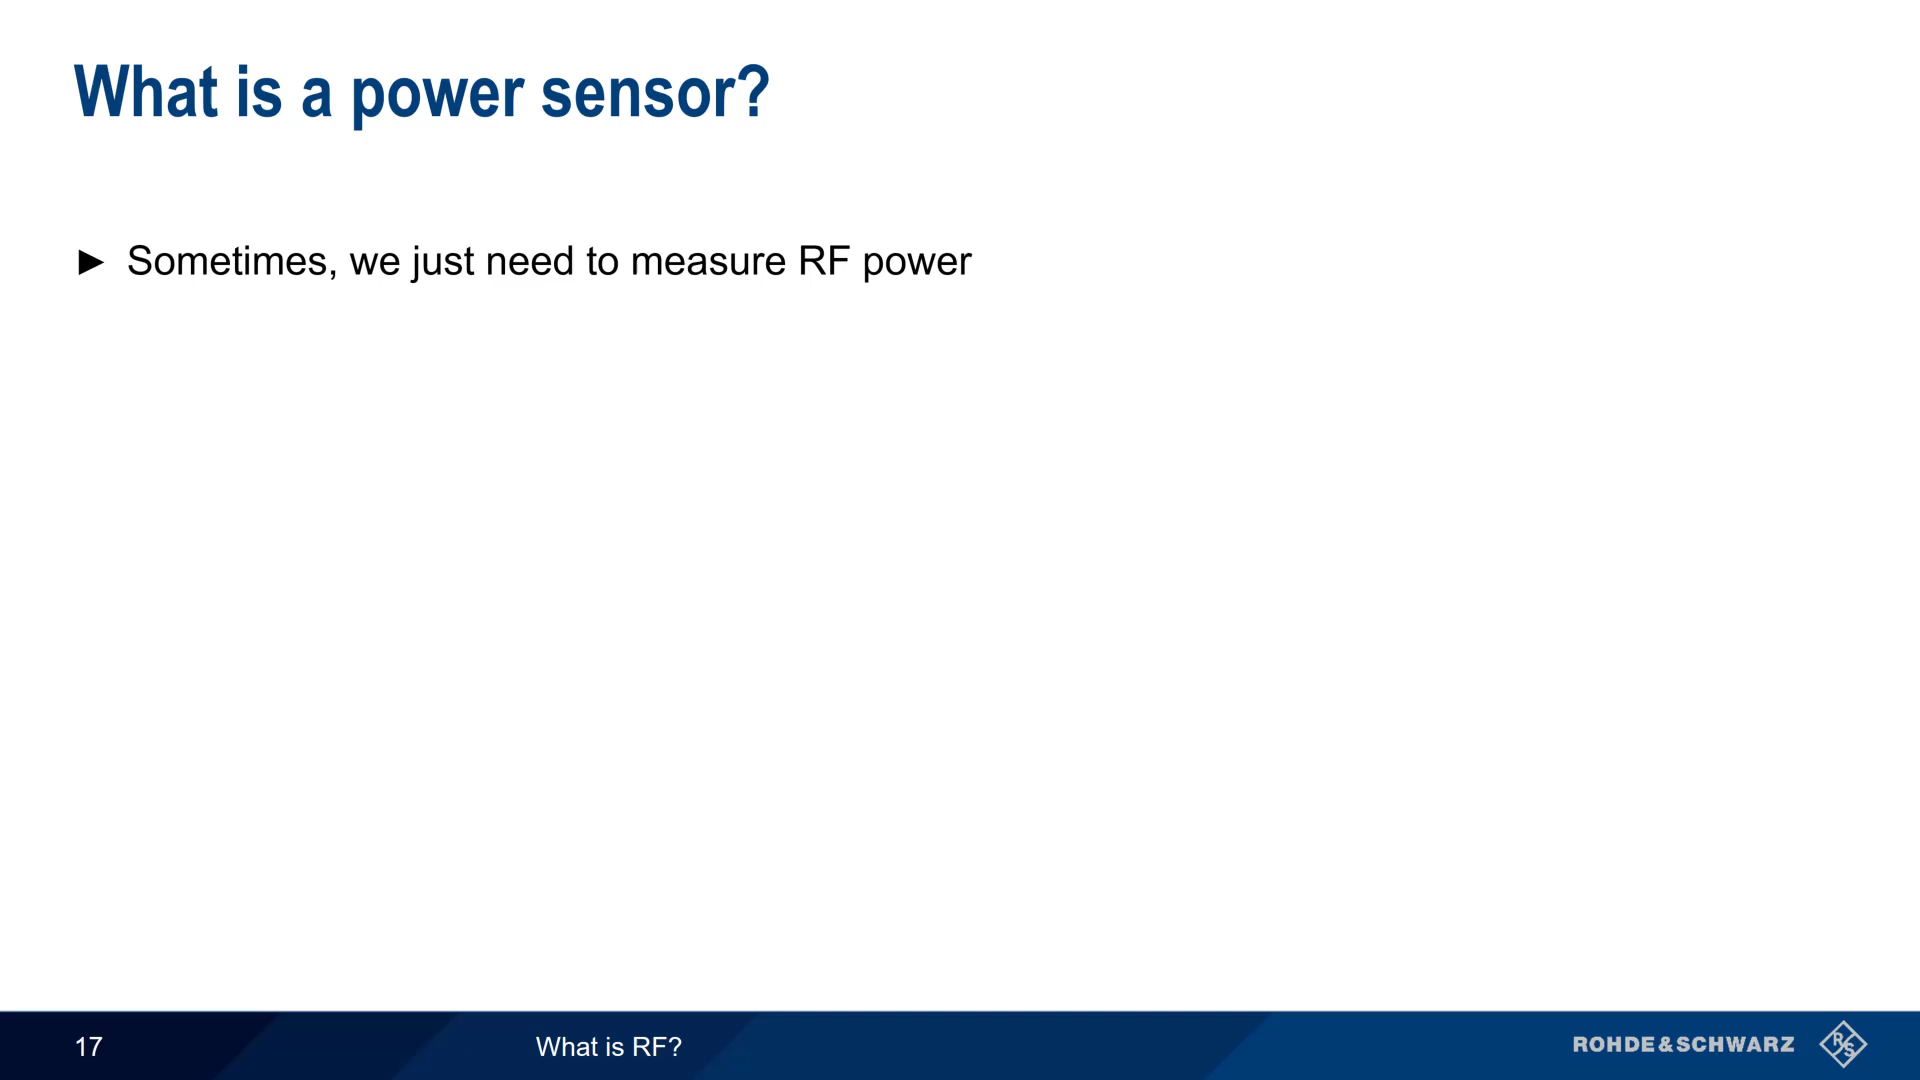 What is a power sensor?
► Sometimes, we just need to measure RF power
17
What is RF?
ROHDE&SCHWARZ
R&S